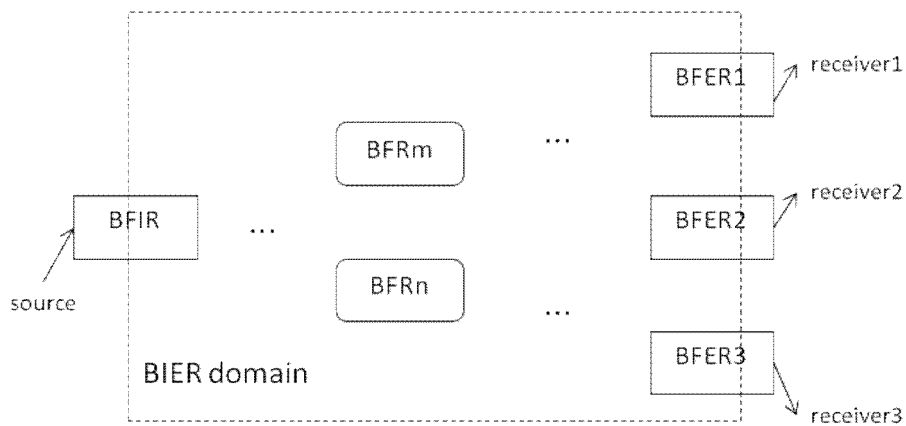 BFER1
receiver1
BFRm
...
BFIR
...
BFER2
receiver2
BFRn
...
source
BIER domain
BFER3
receiver3